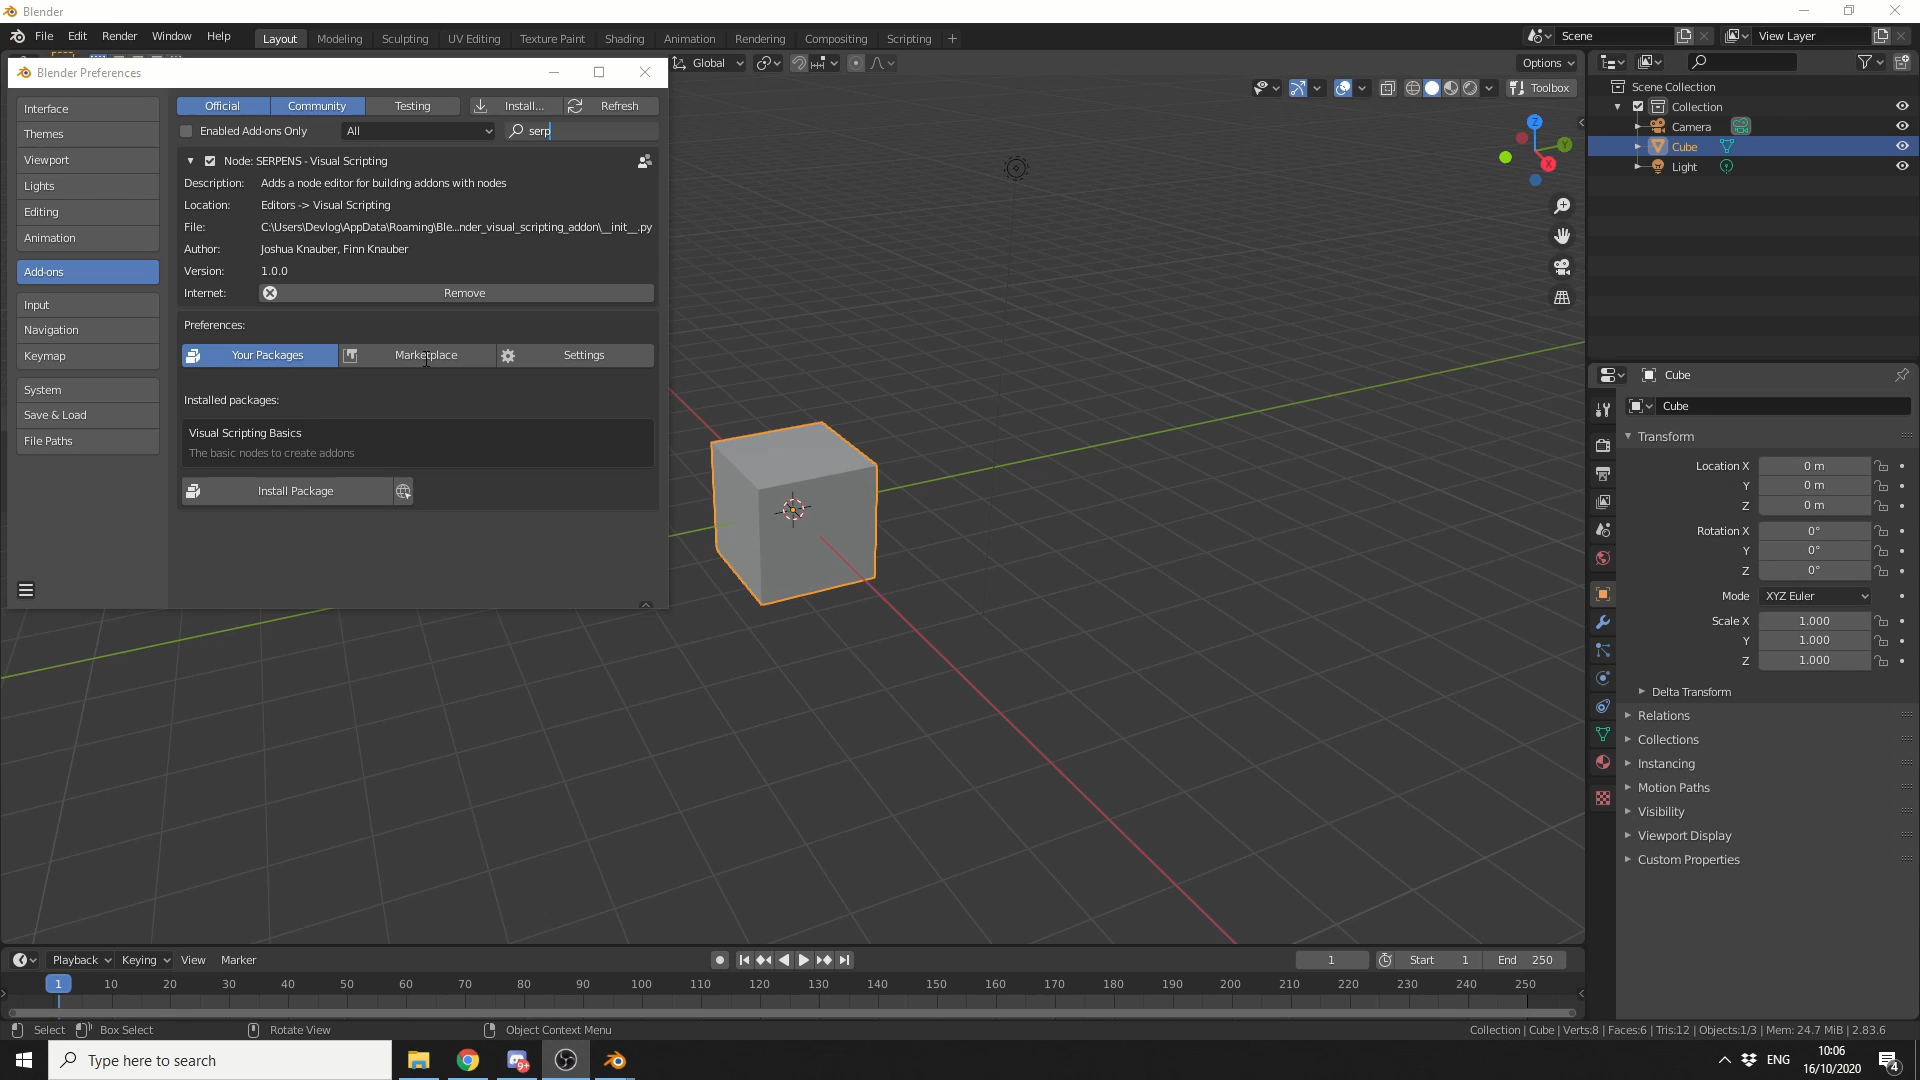 Blender
File Edit Render Window Help
Layout Modeling Sculpting UV Editing Texture Paint Shading Animation Rendering Compositing Scripting +
Scene
View Layer
Blender Preferences
Global
Options
Toolbox
Interface
Themes
Viewport
Lights
Editing
Animation
Add-ons
Input
Navigation
Keymap
System
Save & Load
File Paths
Official Community Testing Install... Refresh
Enabled Add-ons Only All serp
Node: SERPENS - Visual Scripting
Description: Adds a node editor for building addons with nodes
Location: Editors -> Visual Scripting
File: C:\Users\Devlog\AppData\Roaming\Ble...nder_visual_scripting_addon\__init__.py
Author: Joshua Knauber, Finn Knauber
Version: 1.0.0
Internet: Remove
Preferences:
Your Packages Marketplace Settings
Installed packages:
Visual Scripting Basics
The basic nodes to create addons
Install Package
Z
Y
X
Scene Collection
Collection
Camera
Cube
Light
Cube
Cube
Transform
Location X 0 m
Y 0 m
Z 0 m
Rotation X 0°
Y 0°
Z 0°
Mode XYZ Euler
Scale X 1.000
Y 1.000
Z 1.000
Delta Transform
Relations
Collections
Instancing
Motion Paths
Visibility
Viewport Display
Custom Properties
Playback Keying View Marker
1 Start 1 End 250
1 10 20 30 40 50 60 70 80 90 100 110 120 130 140 150 160 170 180 190 200 210 220 230 240 250
Select Box Select Rotate View Object Context Menu
Collection | Cube | Verts:8 | Faces:6 | Tris:12 | Objects:1/3 | Mem: 24.7 MiB | 2.83.6
Type here to search
9+
ENG
10:06
16/10/2020
4